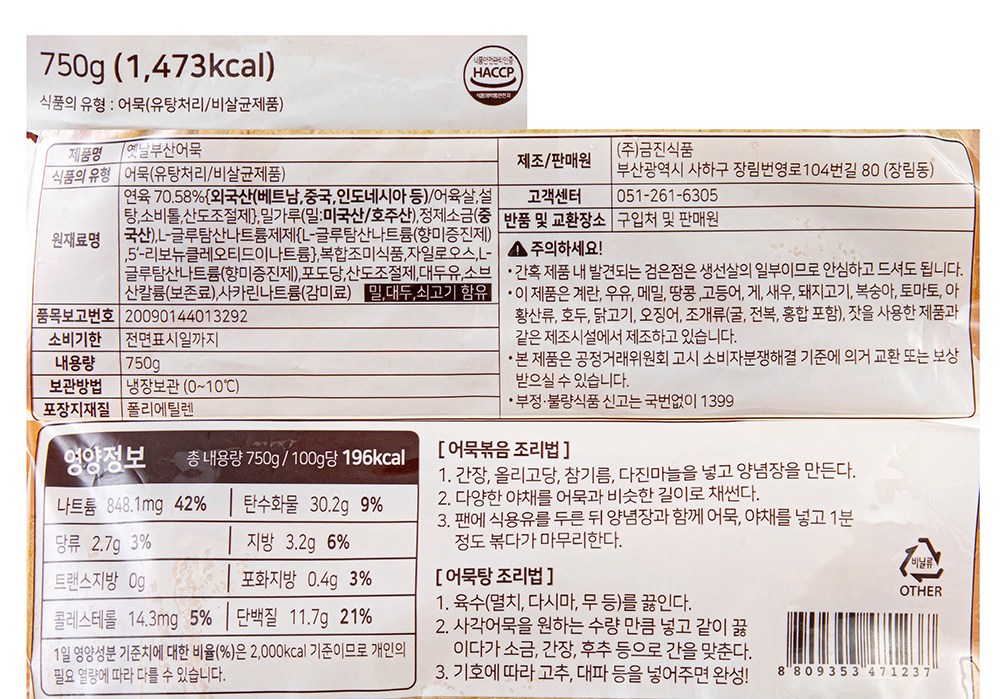 750g (1,473kcal)
식품의 유형 : 어묵(유탕처리/비살균제품)
식품안전관리인증
HACCP
식품의약품안전처
제품명 옛날부산어묵
식품의 유형 어묵(유탕처리/비살균제품)
원재료명
연육 70.58%{외국산(베트남,중국,인도네시아 등)/어육살,설
탕,소비톨,산도조절제},밀가루(밀:미국산/호주산),정제소금(중
국산),L-글루탐산나트륨제제{L-글루탐산나트륨(향미증진제)
,5'-리보뉴클레오티드이나트륨},복합조미식품,자일로오스,L-
글루탐산나트륨(향미증진제),포도당,산도조절제,대두유,소브
산칼륨(보존료),사카린나트륨(감미료) 밀,대두,쇠고기 함유
품목보고번호 20090144013292
소비기한 전면표시일까지
내용량 750g
보관방법 냉장보관 (0~10℃)
포장지재질 폴리에틸렌
제조/판매원 (주)금진식품
부산광역시 사하구 장림번영로104번길 80 (장림동)
고객센터 051-261-6305
반품 및 교환장소 구입처 및 판매원
주의하세요!
•간혹 제품 내 발견되는 검은점은 생선살의 일부이므로 안심하고 드셔도 됩니다.
•이 제품은 계란, 우유, 메밀, 땅콩, 고등어, 게, 새우, 돼지고기, 복숭아, 토마토, 아
황산류, 호두, 닭고기, 오징어, 조개류(굴, 전복, 홍합 포함), 잣을 사용한 제품과
같은 제조시설에서 제조하고 있습니다.
•본 제품은 공정거래위원회 고시 소비자분쟁해결 기준에 의거 교환 또는 보상
받으실 수 있습니다.
•부정·불량식품 신고는 국번없이 1399
영양정보 총 내용량 750g / 100g당 196kcal
나트륨 848.1mg 42% 탄수화물 30.2g 9%
당류 2.7g 3% 지방 3.2g 6%
트랜스지방 0g 포화지방 0.4g 3%
콜레스테롤 14.3mg 5% 단백질 11.7g 21%
1일 영양성분 기준치에 대한 비율(%)은 2,000kcal 기준이므로 개인의
필요 열량에 따라 다를 수 있습니다.
[ 어묵볶음 조리법 ]
1. 간장, 올리고당, 참기름, 다진마늘을 넣고 양념장을 만든다.
2. 다양한 야채를 어묵과 비슷한 길이로 채썬다.
3. 팬에 식용유를 두른 뒤 양념장과 함께 어묵, 야채를 넣고 1분
정도 볶다가 마무리한다.
[ 어묵탕 조리법 ]
1. 육수(멸치, 다시마, 무 등)를 끓인다.
2. 사각어묵을 원하는 수량 만큼 넣고 같이 끓
이다가 소금, 간장, 후추 등으로 간을 맞춘다.
3. 기호에 따라 고추, 대파 등을 넣어주면 완성!
비닐류
OTHER
8 809353 471237